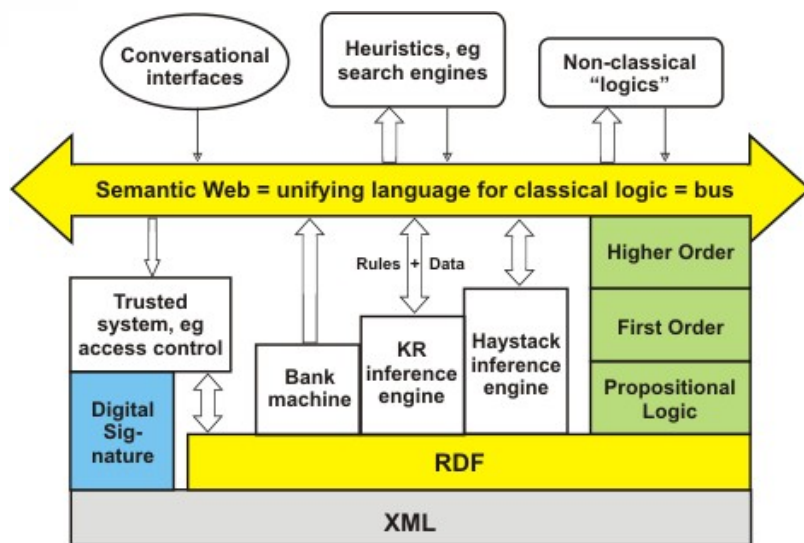 Conversational
interfaces
Heuristics, eg
search engines
Non-classical
“logics”
Semantic Web = unifying language for classical logic = bus
Rules + Data
Higher Order
Trusted
system, eg
access control
First Order
Bank
machine
KR
inference
engine
Haystack
inference
engine
Propositional
Logic
Digital
Sig-
nature
RDF
XML